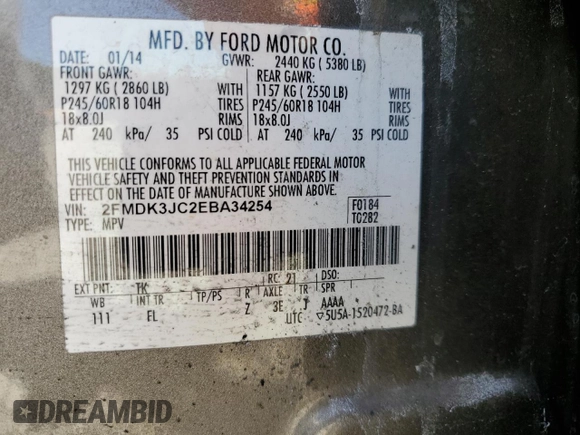 MFD. BY FORD MOTOR CO.
DATE: 01/14 GVWR: 2440 KG ( 5380 LB)
FRONT GAWR: REAR GAWR:
1297 KG ( 2860 LB) WITH 1157 KG ( 2550 LB) WITH
P245/60R18 104H TIRES P245/60R18 104H TIRES
18x8.0J RIMS 18x8.0J RIMS
AT 240 kPa/ 35 PSI COLD AT 240 kPa/ 35 PSI COLD
THIS VEHICLE CONFORMS TO ALL APPLICABLE FEDERAL MOTOR
VEHICLE SAFETY AND THEFT PREVENTION STANDARDS IN
EFFECT ON THE DATE OF MANUFACTURE SHOWN ABOVE.
VIN: 2FMDK3JC2EBA34254 F0184
TYPE: MPV TC282
EXT PNT: TK RC: 21 DSO:
WB INT TR TP/PS R AXLE TR SPR
111 FL Z 3E J AAAA
UTC ▽5U5A-1520472-BA
DREAMBID